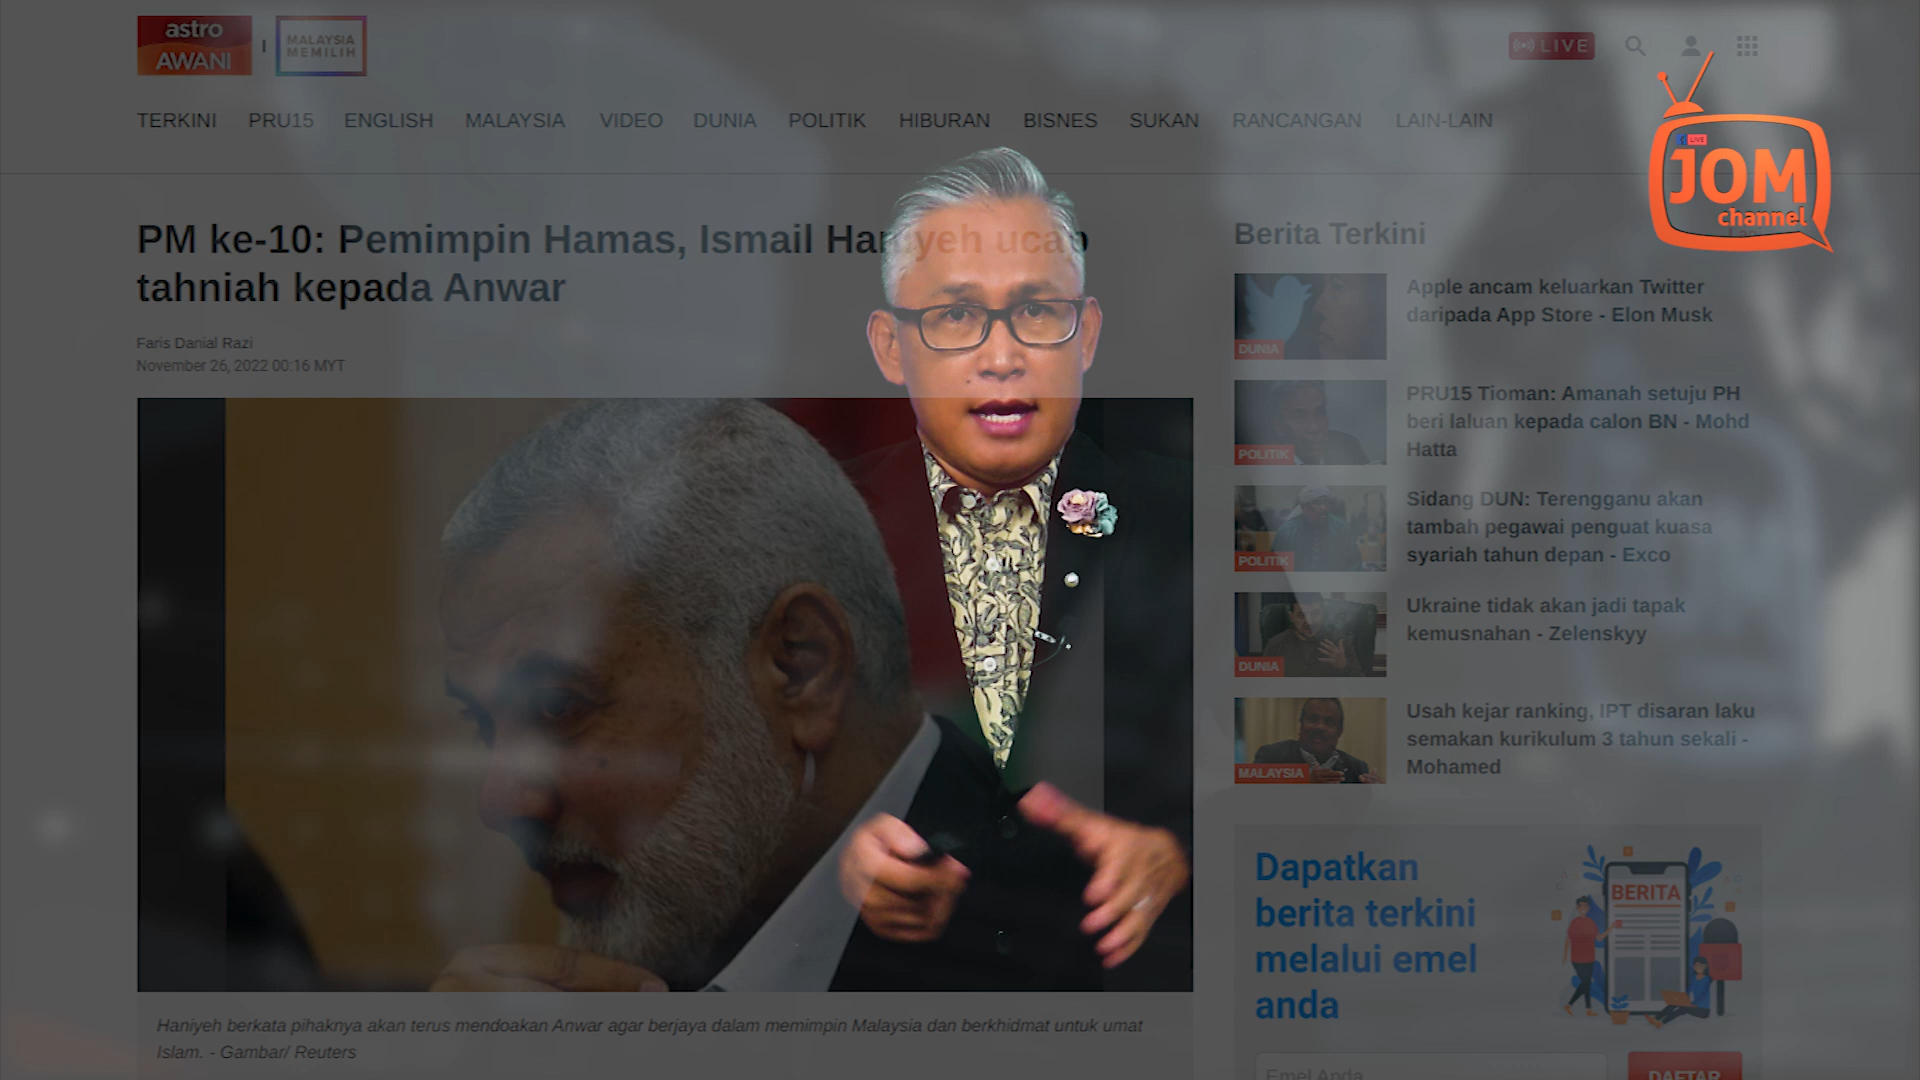 astro
AWANI
MALAYSIA
MEMILIH
LIVE
TERKINI PRU15 ENGLISH MALAYSIA VIDEO DUNIA POLITIK HIBURAN BISNES SUKAN RANCANGAN LAIN-LAIN
LIVE
JOM
channel
PM ke-10: Pemimpin Hamas, Ismail Haniyeh ucap
tahniah kepada Anwar
Faris Danial Razi
November 26, 2022 00:16 MYT
Haniyeh berkata pihaknya akan terus mendoakan Anwar agar berjaya dalam memimpin Malaysia dan berkhidmat untuk umat
Islam. - Gambar/ Reuters
Berita Terkini
DUNIA
Apple ancam keluarkan Twitter
daripada App Store - Elon Musk
POLITIK
PRU15 Tioman: Amanah setuju PH
beri laluan kepada calon BN - Mohd
Hatta
POLITIK
Sidang DUN: Terengganu akan
tambah pegawai penguat kuasa
syariah tahun depan - Exco
DUNIA
Ukraine tidak akan jadi tapak
kemusnahan - Zelenskyy
MALAYSIA
Usah kejar ranking, IPT disaran laku
semakan kurikulum 3 tahun sekali -
Mohamed
Dapatkan
berita terkini
melalui emel
anda
BERITA
Emel Anda
DAFTAR